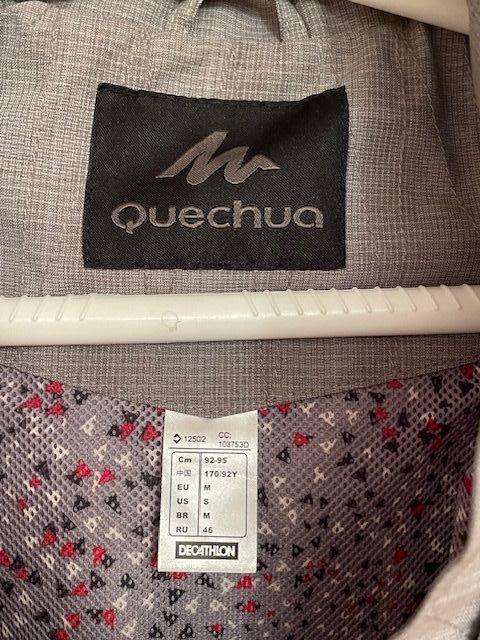 Quechua
12502 CC:
103753D
Cm 92-95
中国 170/92Y
EU M
US S
BR M
RU 46
DECATHLON